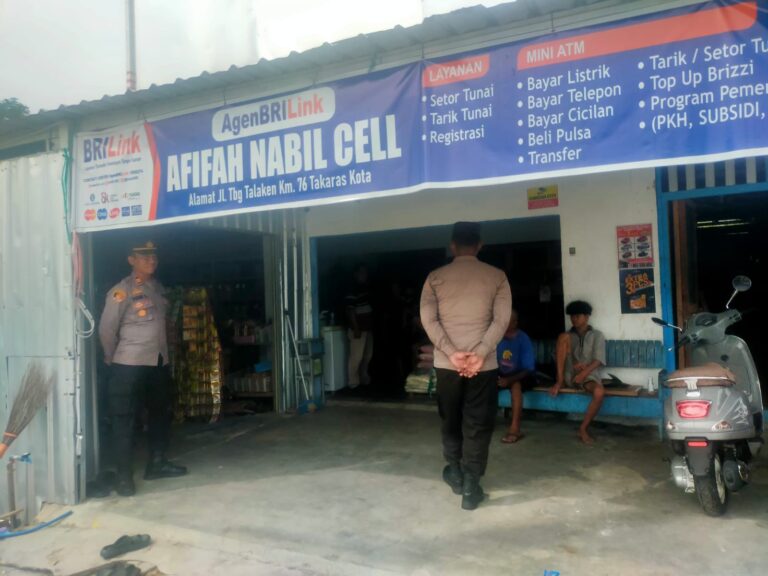 BRILink
AgenBRILink
AFIFAH NABIL CELL
Alamat Jl. Tbg Talaken Km. 76 Takaras Kota
LAYANAN
• Setor Tunai
• Tarik Tunai
• Registrasi
MINI ATM
• Bayar Listrik
• Bayar Telepon
• Bayar Cicilan
• Beli Pulsa
• Transfer
• Tarik / Setor Tu
• Top Up Brizzi
• Program Pemer
(PKH, SUBSIDI,